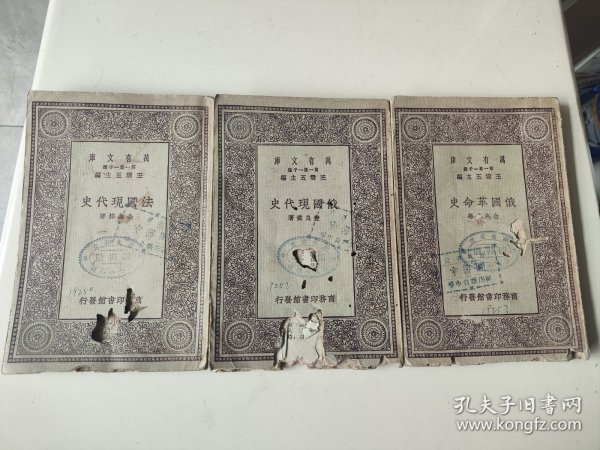 庫文有萬
種千一集一第
編主五雲王
史代現國法
行發館書印務商
19250
庫文有萬
種千一集一第
編主五雲王
史代現國俄
著
行發館書印務商
庫文有萬
種千一集一第
編主五雲王
史命革國俄
行發館書印務商
19253
孔夫子旧书网
www.kongfz.com